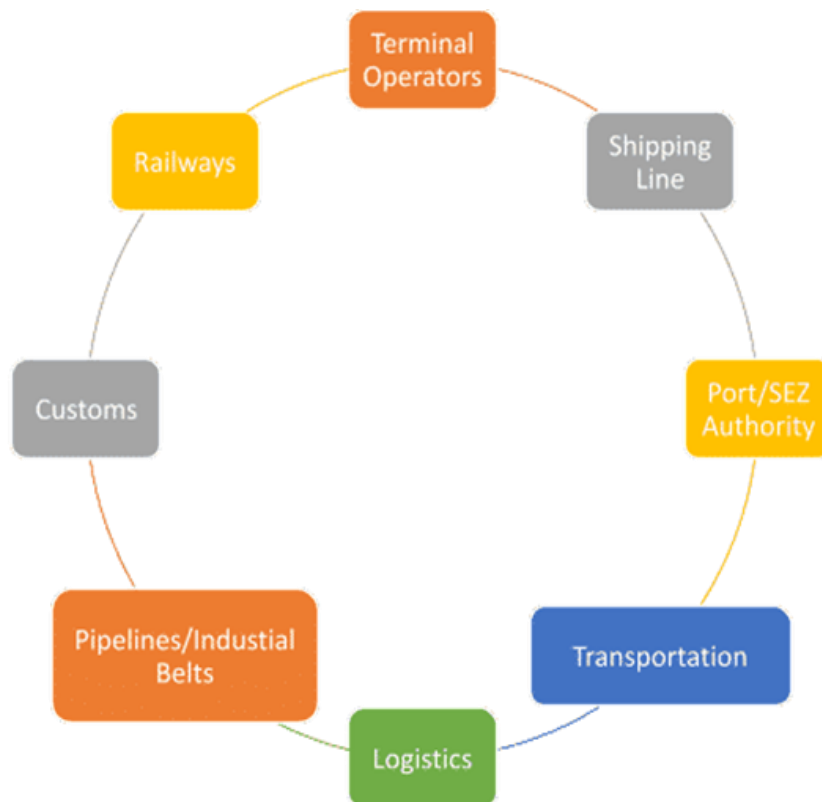 Terminal
Operators
Shipping
Line
Port/SEZ
Authority
Transportation
Logistics
Pipelines/Industial
Belts
Customs
Railways